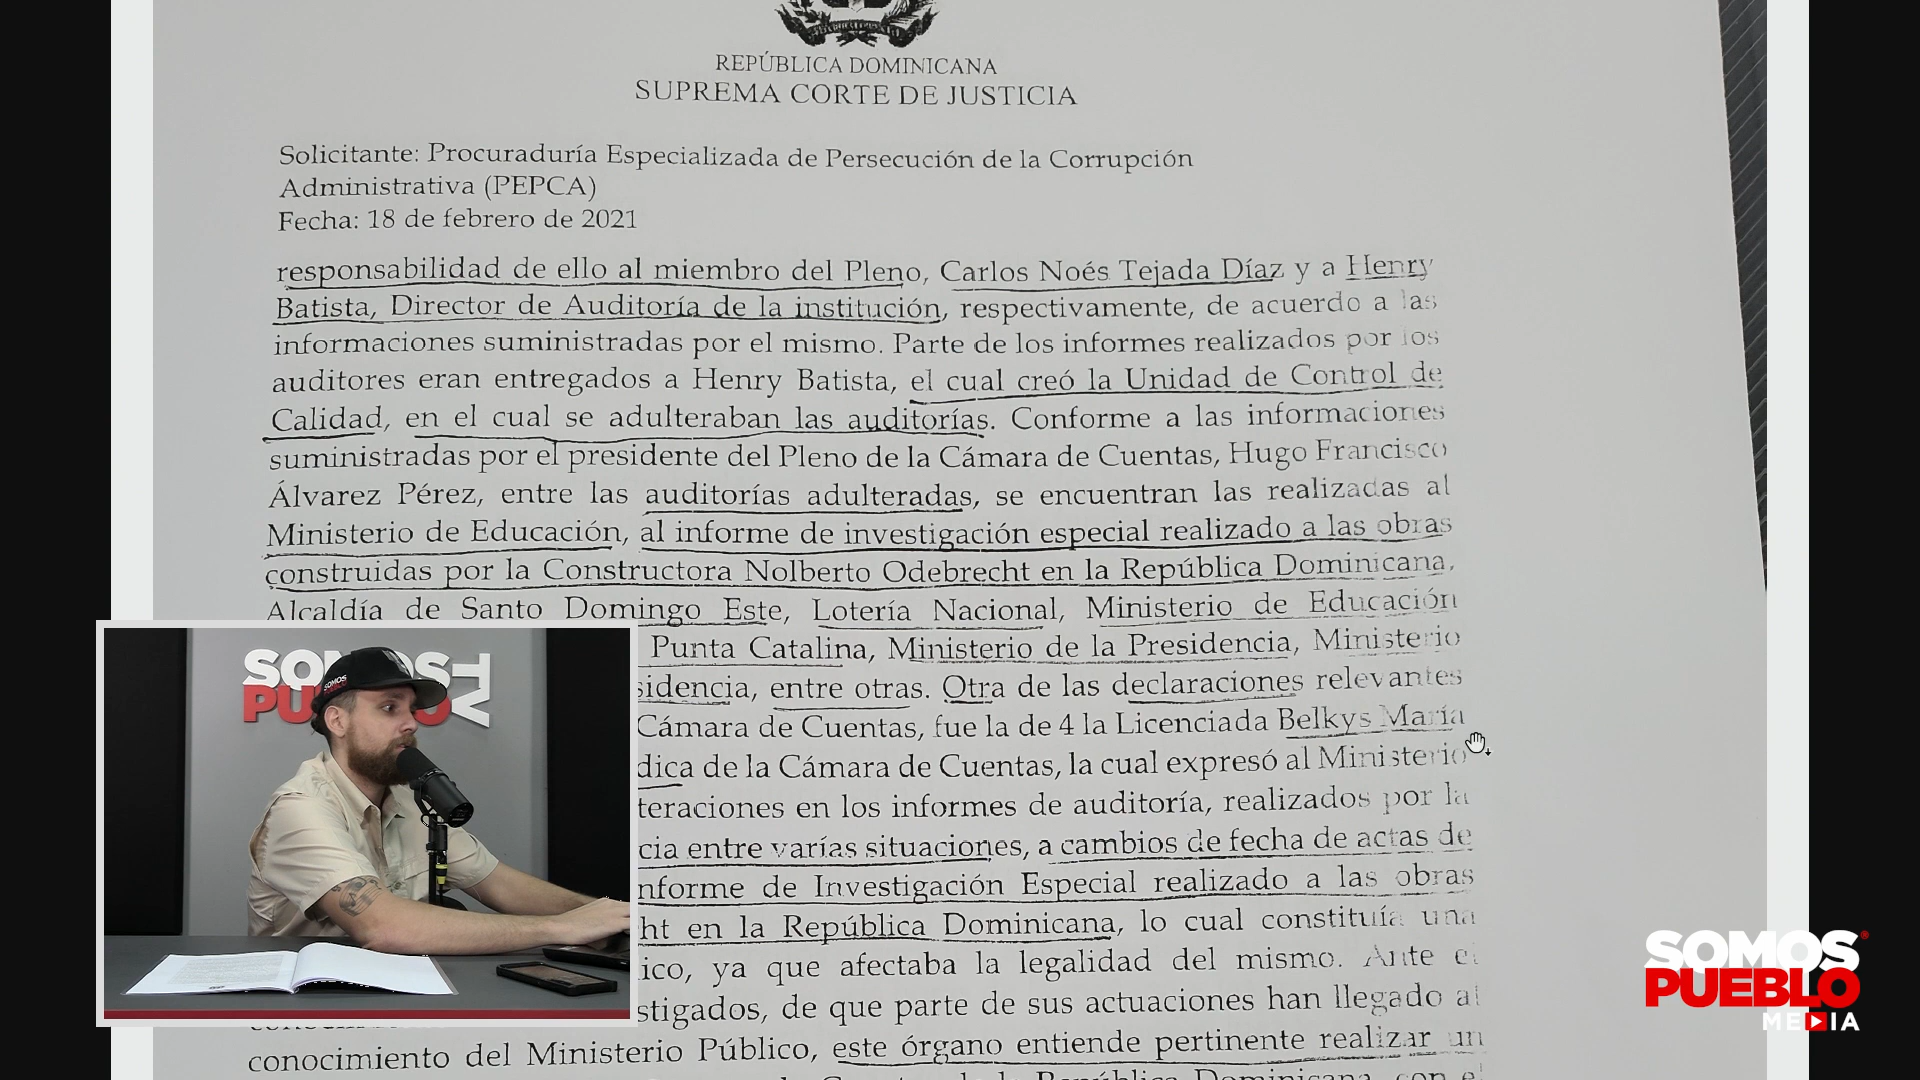 REPÚBLICA DOMINICANA
SUPREMA CORTE DE JUSTICIA
Solicitante: Procuraduría Especializada de Persecución de la Corrupción
Administrativa (PEPCA)
Fecha: 18 de febrero de 2021
responsabilidad de ello al miembro del Pleno, Carlos Noés Tejada Díaz y a Henry
Batista, Director de Auditoría de la institución, respectivamente, de acuerdo a las
informaciones suministradas por el mismo. Parte de los informes realizados por los
auditores eran entregados a Henry Batista, el cual creó la Unidad de Control de
Calidad, en el cual se adulteraban las auditorías. Conforme a las informaciones
suministradas por el presidente del Pleno de la Cámara de Cuentas, Hugo Francisco
Álvarez Pérez, entre las auditorías adulteradas, se encuentran las realizadas al
Ministerio de Educación, al informe de investigación especial realizado a las obras
construidas por la Constructora Nolberto Odebrecht en la República Dominicana,
Alcaldía de Santo Domingo Este, Lotería Nacional, Ministerio de Educación
Punta Catalina, Ministerio de la Presidencia, Ministerio
sidencia, entre otras. Otra de las declaraciones relevantes
Cámara de Cuentas, fue la de 4 la Licenciada Belkys María
dica de la Cámara de Cuentas, la cual expresó al Ministerio
teraciones en los informes de auditoría, realizados por la
cia entre varías situaciones, a cambios de fecha de actas de
nforme de Investigación Especial realizado a las obras
ht en la República Dominicana, lo cual constituía una
ico, ya que afectaba la legalidad del mismo. Ante el
stigados, de que parte de sus actuaciones han llegado al
conocimiento del Ministerio Público, este órgano entiende pertinente realizar un
SOMOS
PUEBLO
MEDIA
SOMOS
PU
O
TV
SOMOS